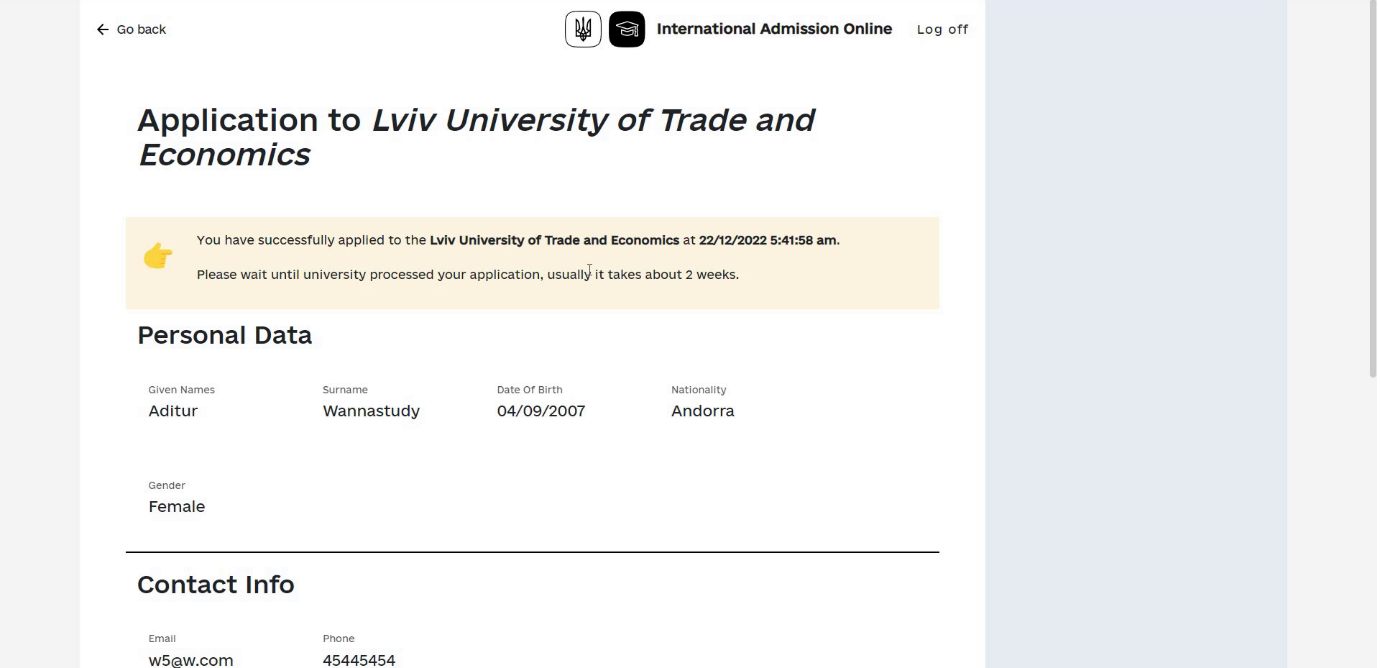 Go back
International Admission Online
Log off
Application to Lviv University of Trade and
Economics
You have successfully applied to the Lviv University of Trade and Economics at 22/12/2022 5:41:58 am.
Please wait until university processed your application, usually it takes about 2 weeks.
Personal Data
Given Names Surname Date Of Birth Nationality
Aditur Wannastudy 04/09/2007 Andorra
Gender
Female
Contact Info
Email Phone
w5@w.com 45445454